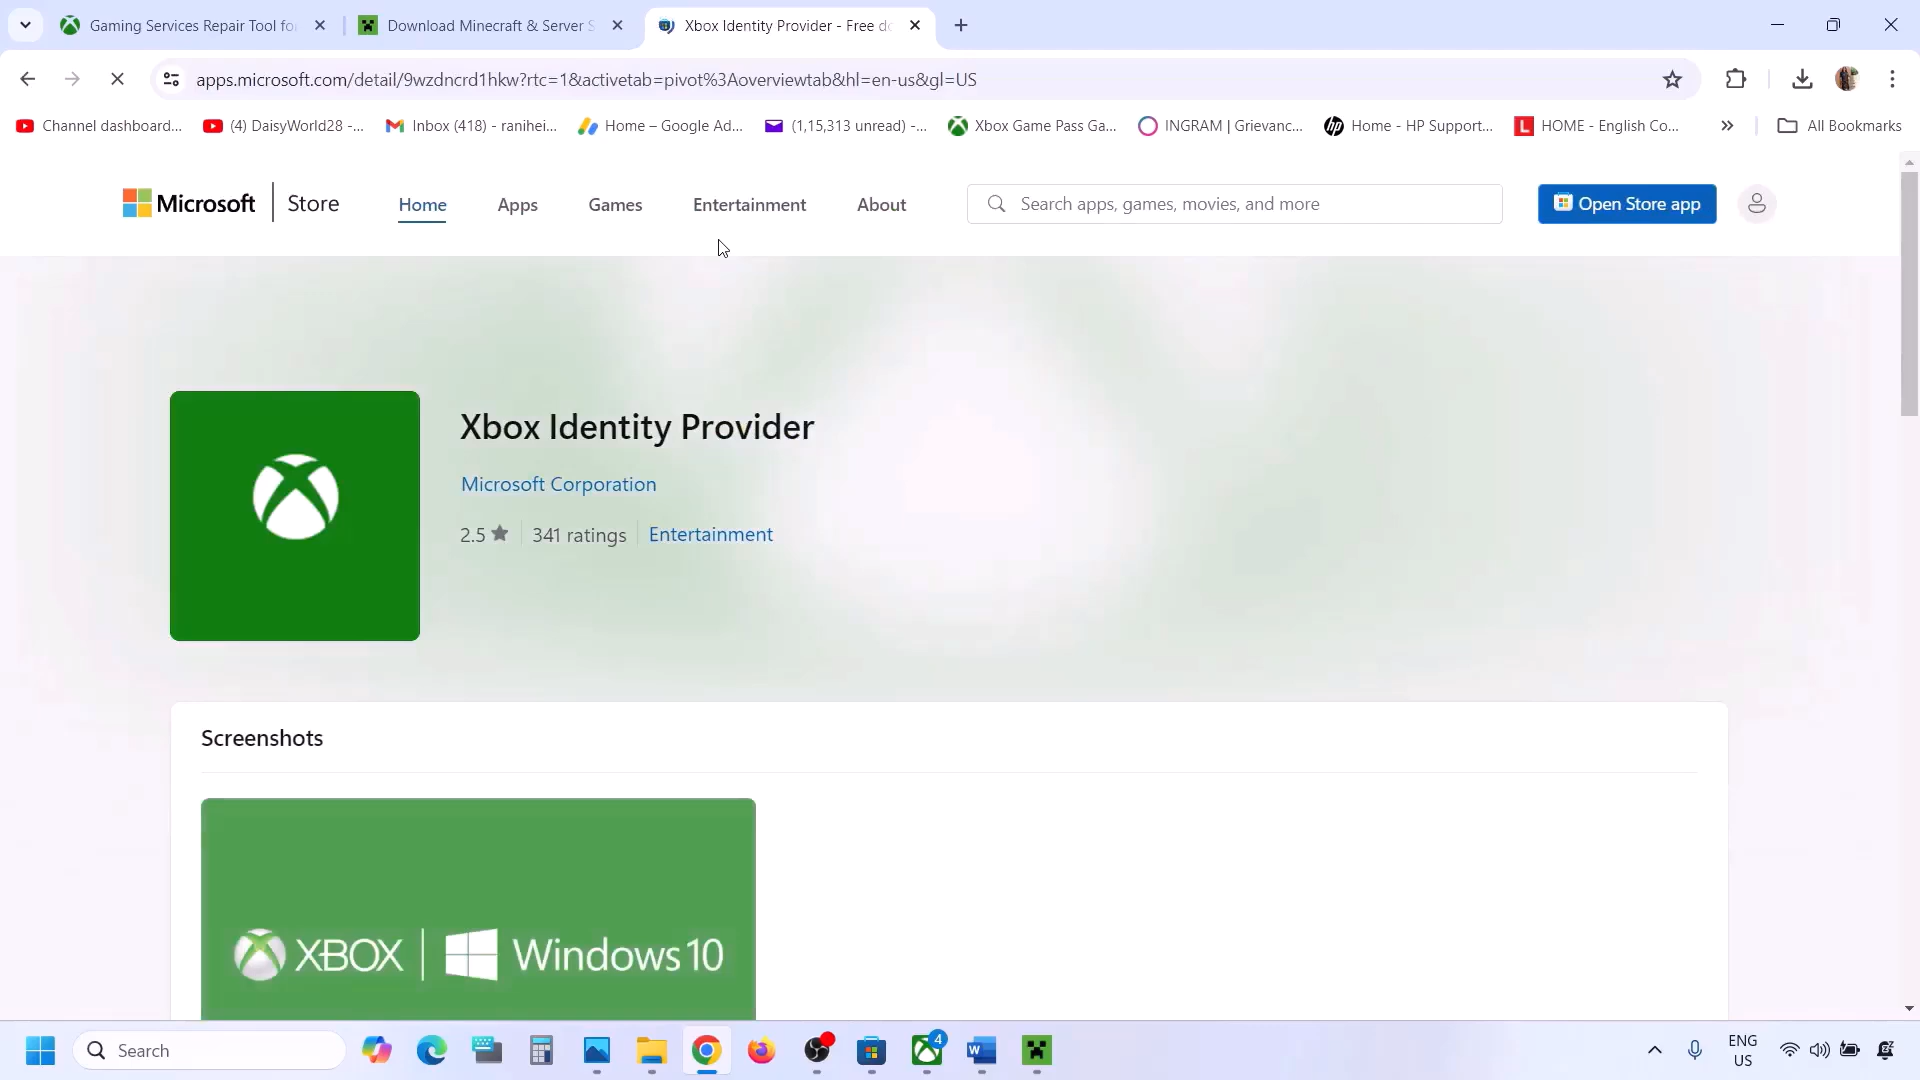 Gaming Services Repair Tool fo
Download Minecraft & Server S
Xbox Identity Provider - Free do
apps.microsoft.com/detail/9wzdncrd1hkw?rtc=1&activetab=pivot%3Aoverviewtab&hl=en-us&gl=US
Channel dashboard...
(4) DaisyWorld28 -...
Inbox (418) - ranihei...
Home – Google Ad...
(1,15,313 unread) -...
Xbox Game Pass Ga...
INGRAM | Grievanc...
Home - HP Support...
HOME - English Co...
All Bookmarks
Microsoft Store
Home
Apps
Games
Entertainment
About
Search apps, games, movies, and more
Open Store app
Xbox Identity Provider
Microsoft Corporation
2.5
341 ratings
Entertainment
Screenshots
XBOX Windows 10
Search
4
ENG
US